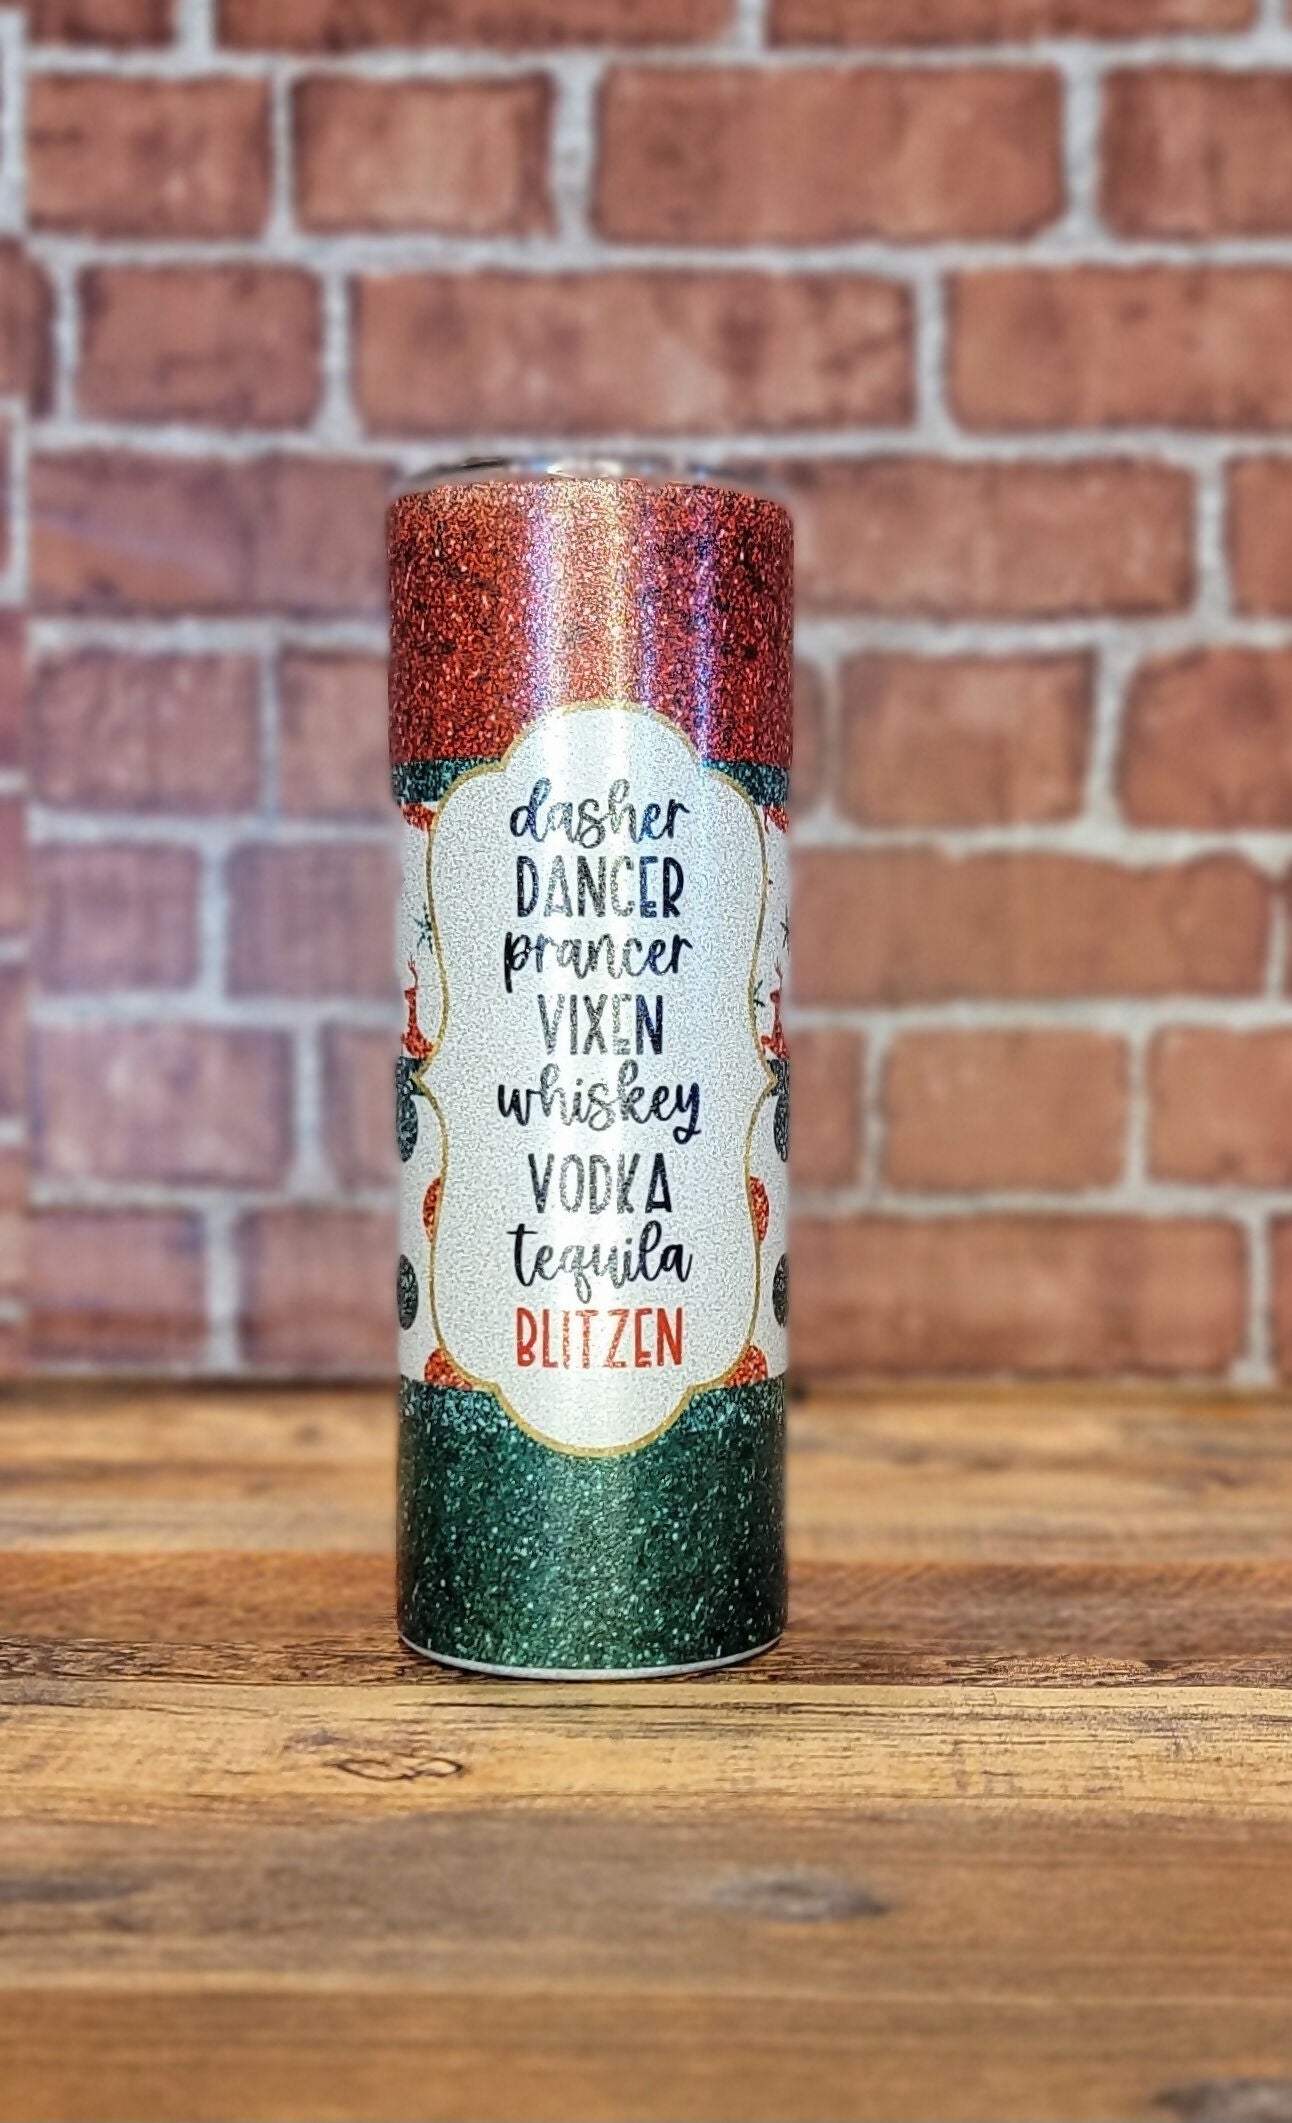 dasher
DANCER
prancer
VIXEN
whiskey
VODKA
tequila
BLITZEN